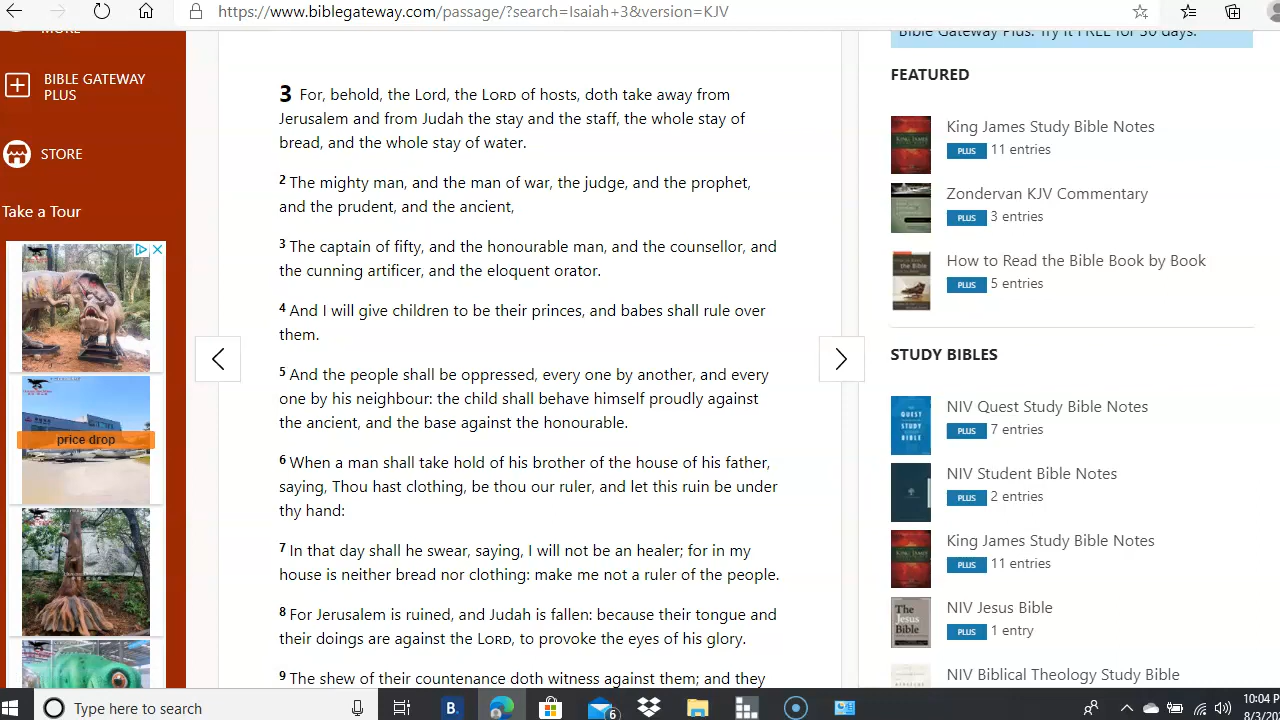 https://www.biblegateway.com/passage/?search=Isaiah+3&version=KJV
MORE
BIBLE GATEWAY
PLUS
STORE
Take a Tour
price drop
3 For, behold, the Lord, the LORD of hosts, doth take away from
Jerusalem and from Judah the stay and the staff, the whole stay of
bread, and the whole stay of water.
2 The mighty man, and the man of war, the judge, and the prophet,
and the prudent, and the ancient,
3 The captain of fifty, and the honourable man, and the counsellor, and
the cunning artificer, and the eloquent orator.
4 And I will give children to be their princes, and babes shall rule over
them.
5 And the people shall be oppressed, every one by another, and every
one by his neighbour: the child shall behave himself proudly against
the ancient, and the base against the honourable.
6 When a man shall take hold of his brother of the house of his father,
saying, Thou hast clothing, be thou our ruler, and let this ruin be under
thy hand:
7 In that day shall he swear, saying, I will not be an healer; for in my
house is neither bread nor clothing: make me not a ruler of the people.
8 For Jerusalem is ruined, and Judah is fallen: because their tongue and
their doings are against the LORD, to provoke the eyes of his glory.
9 The shew of their countenance doth witness against them; and they
Bible Gateway Plus. Try it FREE for 30 days.
FEATURED
King James Study Bible Notes
PLUS 11 entries
Zondervan KJV Commentary
PLUS 3 entries
How to Read the Bible Book by Book
PLUS 5 entries
STUDY BIBLES
NIV Quest Study Bible Notes
PLUS 7 entries
QUEST
STUDY
BIBLE
NIV Student Bible Notes
PLUS 2 entries
King James Study Bible Notes
PLUS 11 entries
NIV Jesus Bible
PLUS 1 entry
The
Jesus
Bible
NIV Biblical Theology Study Bible
Type here to search
B.
6
10:04 P
8/3/20